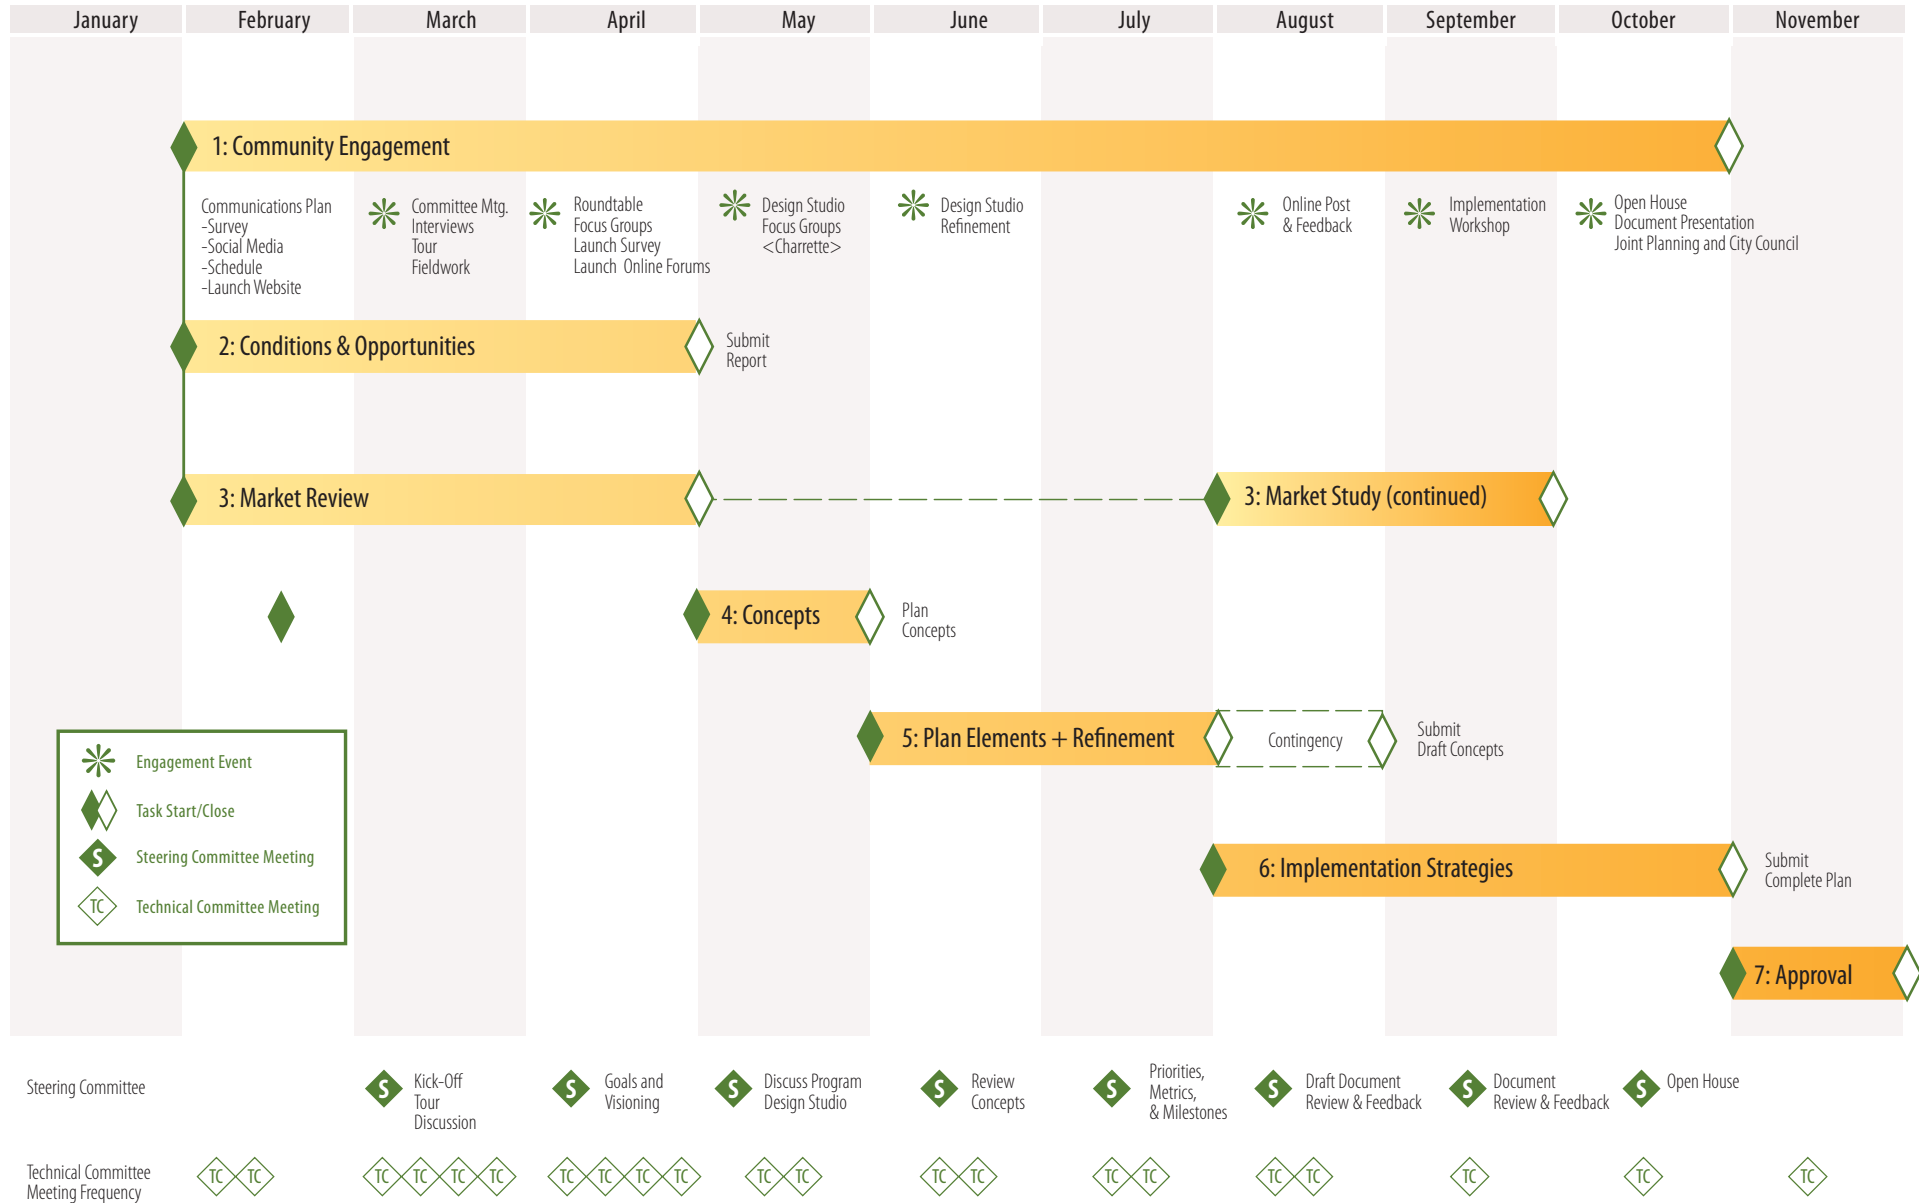 January
February
March
April
May
June
July
August
September
October
November
1: Community Engagement
Communications Plan
-Survey
-Social Media
-Schedule
-Launch Website
Committee Mtg.
Interviews
Tour
Fieldwork
Roundtable
Focus Groups
Launch Survey
Launch Online Forums
Design Studio
Focus Groups
<Charrette>
Design Studio
Refinement
Online Post
& Feedback
Implementation
Workshop
Open House
Document Presentation
Joint Planning and City Council
2: Conditions & Opportunities
Submit
Report
3: Market Review
3: Market Study (continued)
4: Concepts
Plan
Concepts
5: Plan Elements + Refinement
Contingency
Submit
Draft Concepts
Engagement Event
Task Start/Close
S
Steering Committee Meeting
TC
Technical Committee Meeting
6: Implementation Strategies
Submit
Complete Plan
7: Approval
Steering Committee
S
Kick-Off
Tour
Discussion
S
Goals and
Visioning
S
Discuss Program
Design Studio
S
Review
Concepts
S
Priorities,
Metrics,
& Milestones
S
Draft Document
Review & Feedback
S
Document
Review & Feedback
S
Open House
Technical Committee
Meeting Frequency
TC TC
TC TC TC TC
TC TC TC TC
TC TC
TC TC
TC TC
TC TC
TC
TC
TC